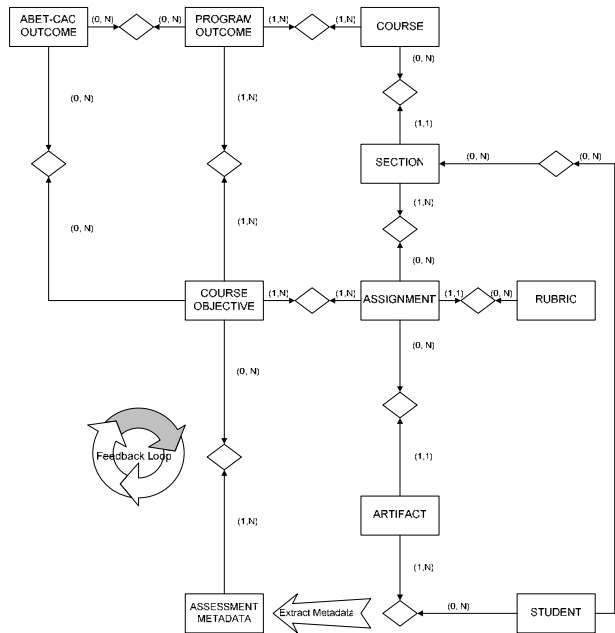 ABET-CAC
OUTCOME
(0, N)
(0, N)
PROGRAM
OUTCOME
(1,N)
(1,N)
COURSE
(0, N)
(0, N)
(1,N)
(1,1)
SECTION
(0, N)
(0, N)
(1,N)
(0, N)
(1,N)
(0, N)
COURSE
OBJECTIVE
(1,N)
(1,N)
ASSIGNMENT
(1,1)
(0, N)
RUBRIC
(0, N)
(0, N)
Feedback Loop
(1,1)
(1,N)
ARTIFACT
(1,N)
ASSESSMENT
METADATA
Extract Metadata
(0, N)
STUDENT